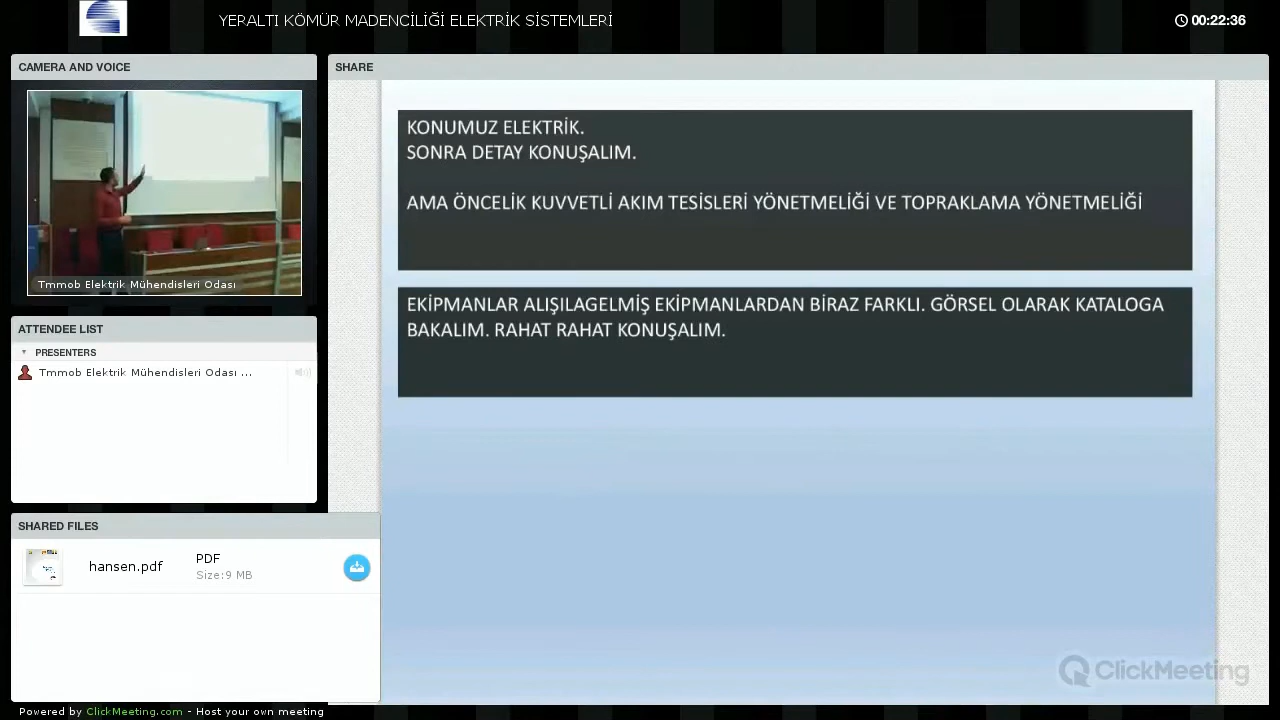 YERALTI KÖMÜR MADENCİLİĞİ ELEKTRİK SİSTEMLERİ
00:22:36
CAMERA AND VOICE
Tmmob Elektrik Mühendisleri Odası
ATTENDEE LIST
PRESENTERS
Tmmob Elektrik Mühendisleri Odası ...
SHARED FILES
hansen.pdf
PDF
Size:9 MB
Powered by ClickMeeting.com - Host your own meeting
SHARE
KONUMUZ ELEKTRİK.
SONRA DETAY KONUŞALIM.
AMA ÖNCELİK KUVVETLİ AKIM TESİSLERİ YÖNETMELİĞİ VE TOPRAKLAMA YÖNETMELİĞİ
EKİPMANLAR ALIŞILAGELMİŞ EKİPMANLARDAN BİRAZ FARKLI. GÖRSEL OLARAK KATALOGA
BAKALIM. RAHAT RAHAT KONUŞALIM.
ClickMeeting